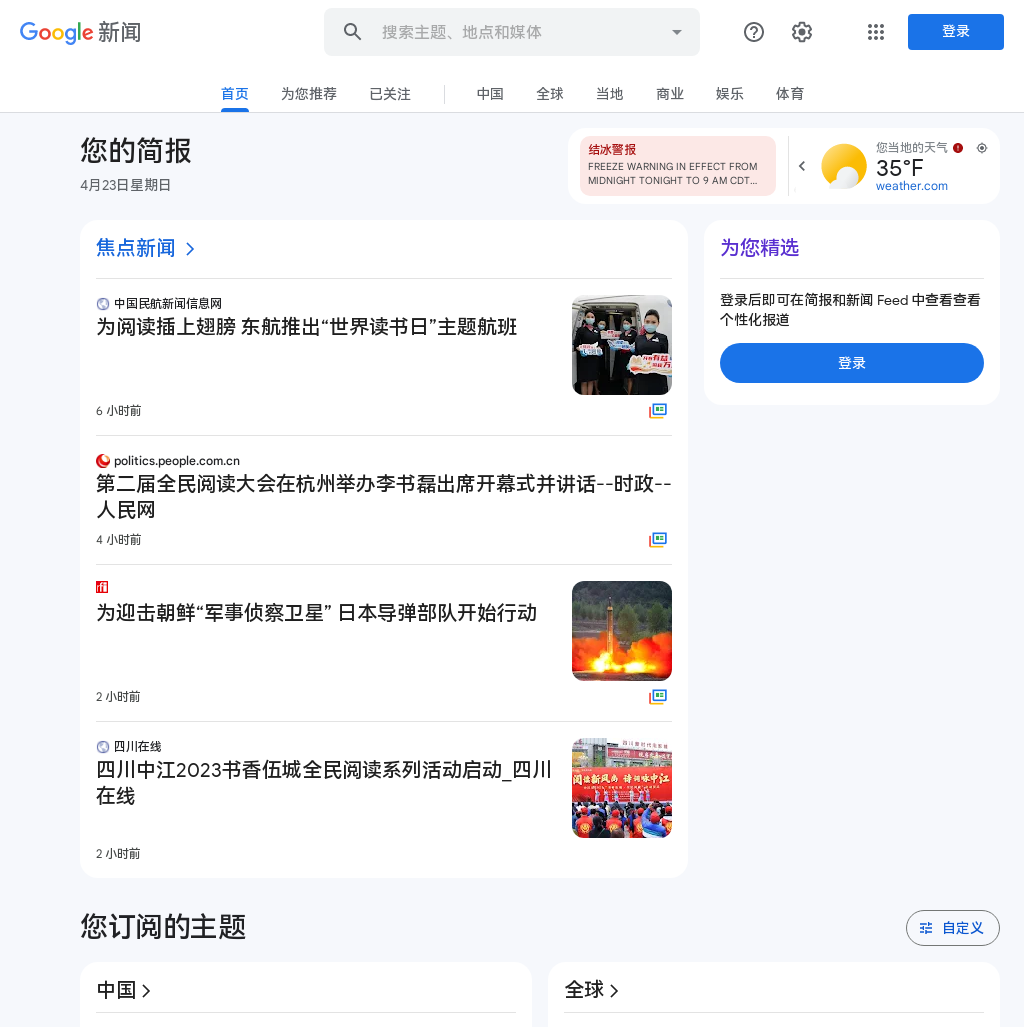 Google 新闻
搜索主题、地点和媒体
登录
首页
为您推荐
已关注
中国
全球
当地
商业
娱乐
体育
您的简报
4月23日星期日
结冰警报
FREEZE WARNING IN EFFECT FROM
MIDNIGHT TONIGHT TO 9 AM CDT...
您当地的天气
35°F
weather.com
焦点新闻
中国民航新闻信息网
为阅读插上翅膀 东航推出“世界读书日”主题航班
6 小时前
politics.people.com.cn
第二届全民阅读大会在杭州举办李书磊出席开幕式并讲话--时政--
人民网
4 小时前
rfi
为迎击朝鲜“军事侦察卫星” 日本导弹部队开始行动
2 小时前
四川在线
四川中江2023书香伍城全民阅读系列活动启动_四川
在线
阅读新风尚 诗词咏中江
2 小时前
为您精选
登录后即可在简报和新闻 Feed 中查看查看
个性化报道
登录
您订阅的主题
自定义
中国
全球